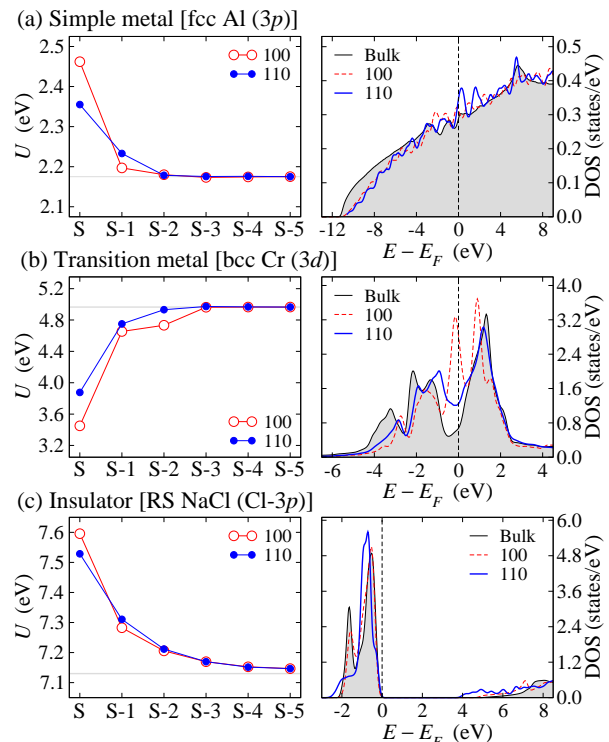 (a) Simple metal [fcc Al (3p)]
U (eV)
2.5
2.4
2.3
2.2
2.1
100
110
S S-1 S-2 S-3 S-4 S-5
Bulk
100
110
0.5
0.4
0.3
0.2
0.1
0.0
DOS (states/eV)
-12 -8 -4 0 4 8
E − E_F (eV)
(b) Transition metal [bcc Cr (3d)]
U (eV)
5.2
4.8
4.4
4.0
3.6
3.2
100
110
S S-1 S-2 S-3 S-4 S-5
Bulk
100
110
4.0
3.2
2.4
1.6
0.8
0.0
DOS (states/eV)
-6 -4 -2 0 2 4
E − E_F (eV)
(c) Insulator [RS NaCl (Cl-3p)]
U (eV)
7.6
7.5
7.4
7.3
7.2
7.1
100
110
S S-1 S-2 S-3 S-4 S-5
Bulk
100
110
6.0
4.8
3.6
2.4
1.2
0.0
DOS (states/eV)
-2 0 2 4 6 8
E − E_F (eV)